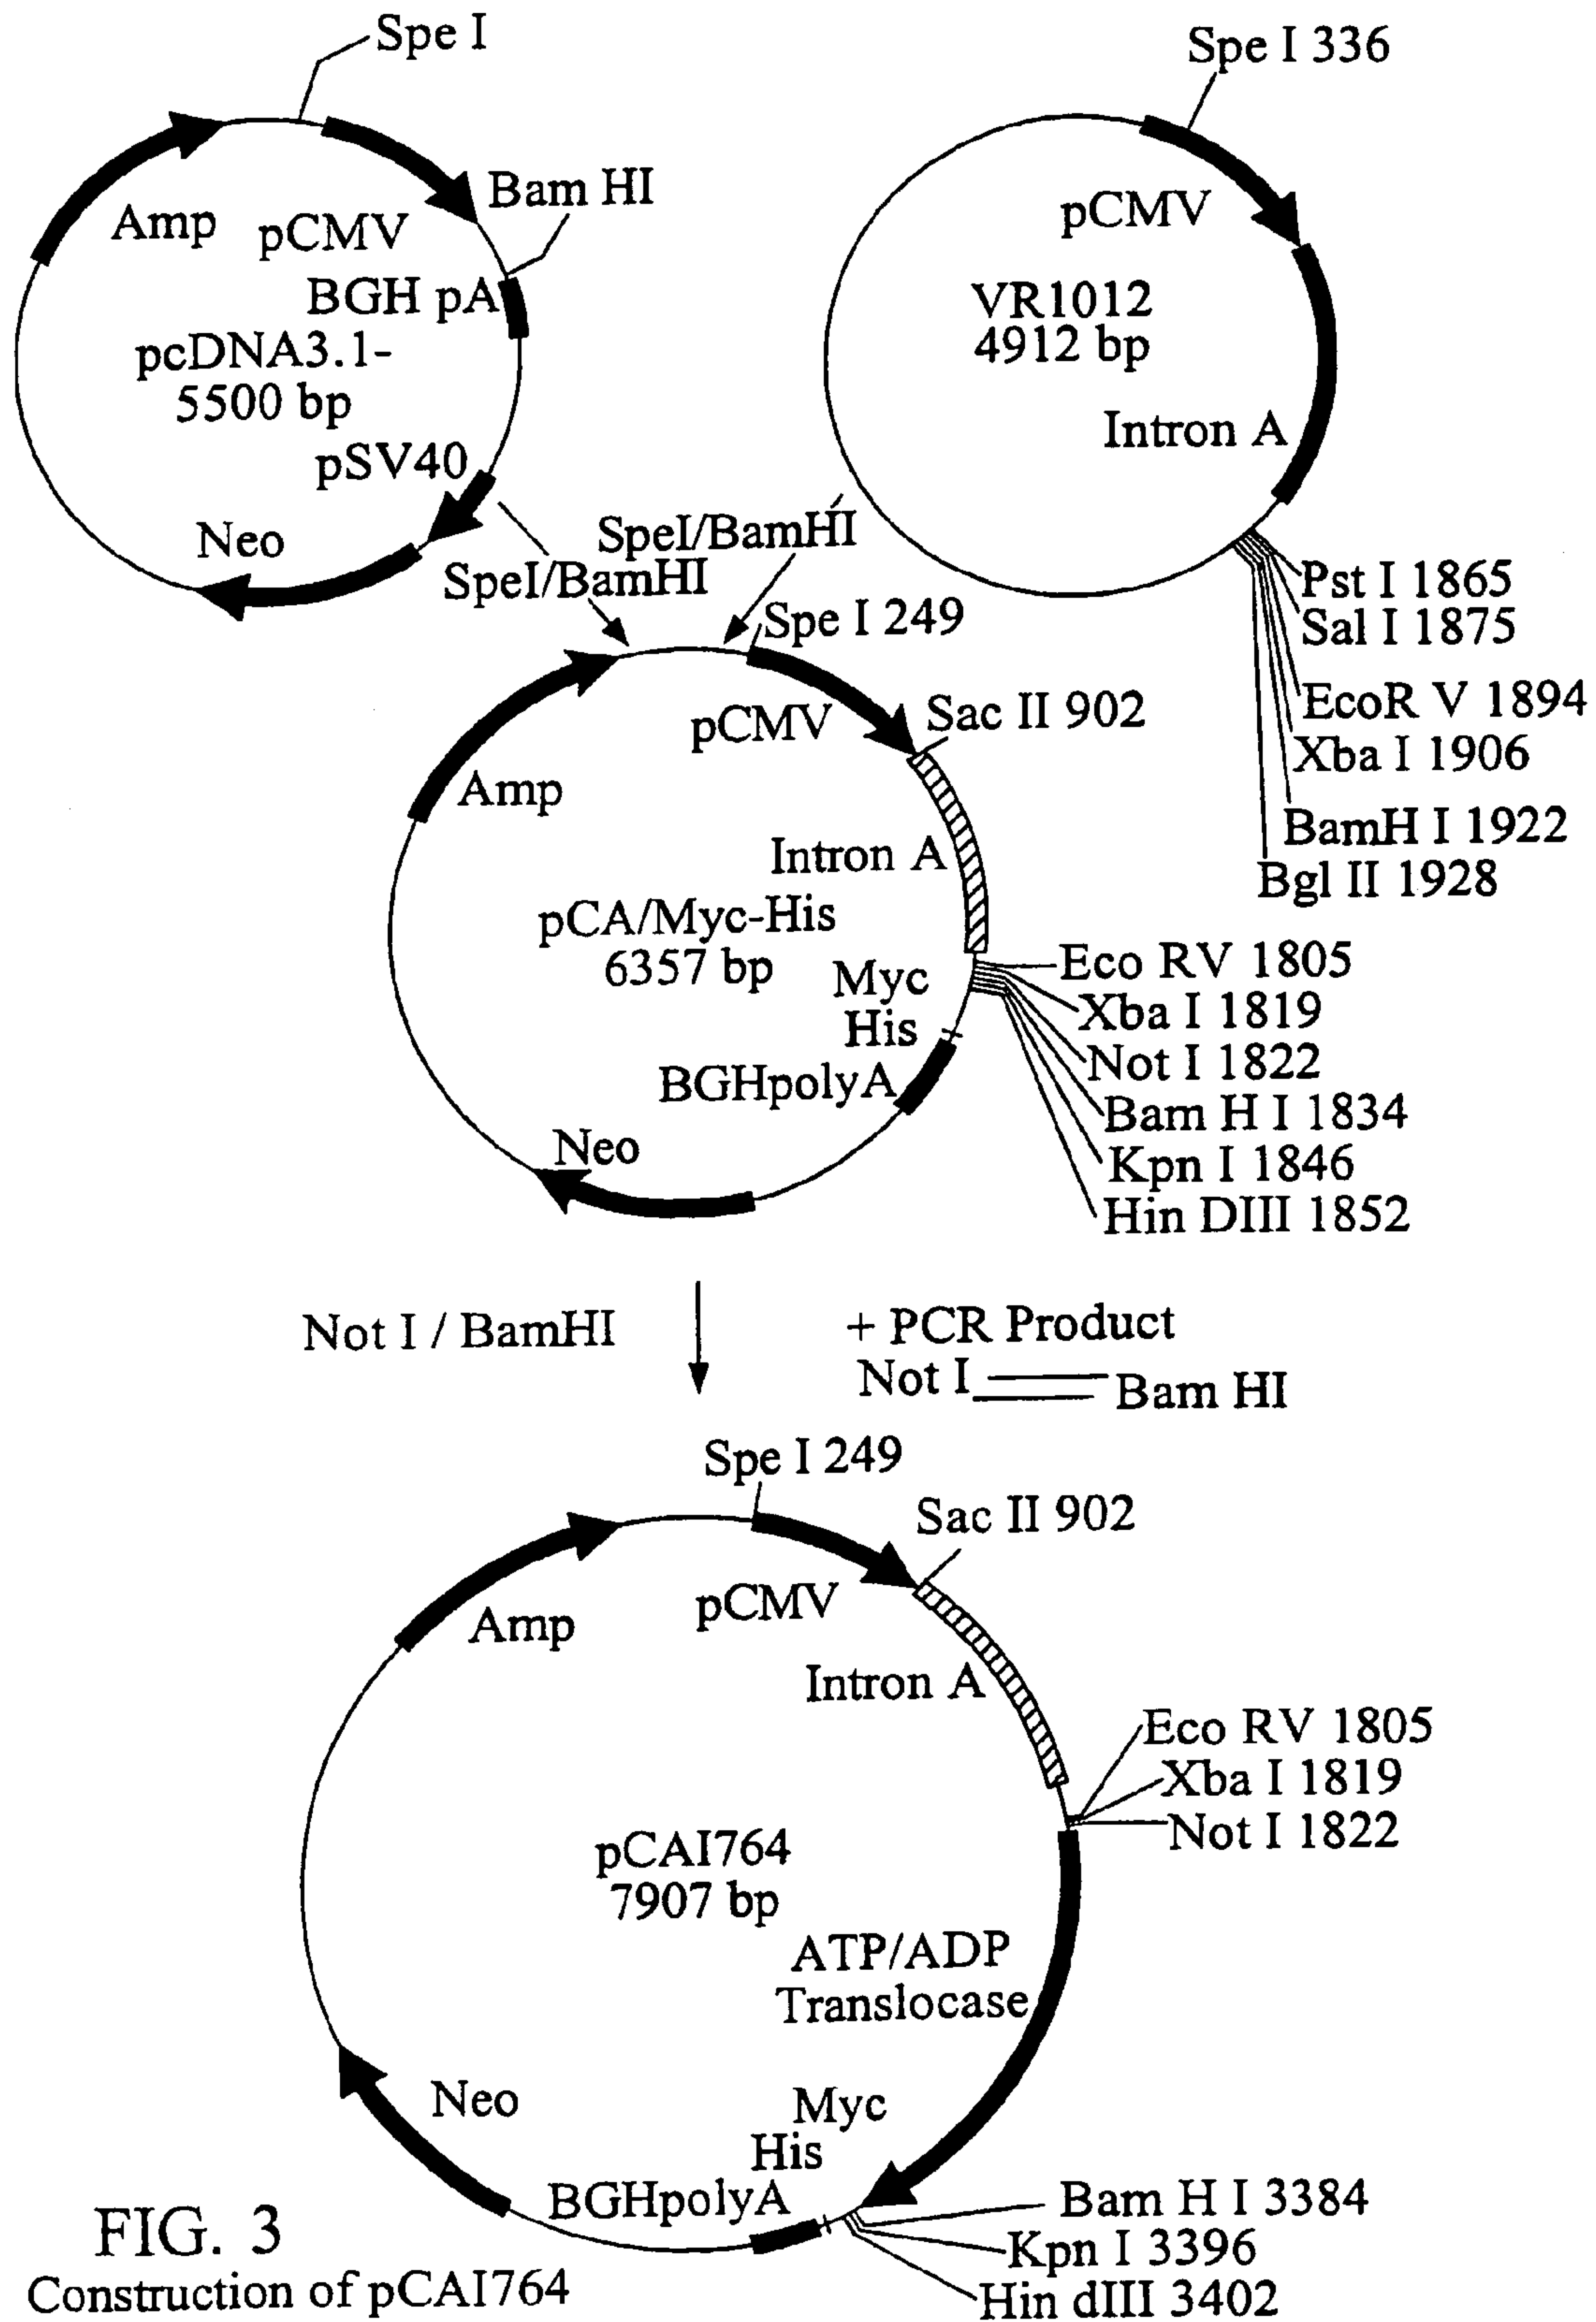 Spe I
Bam HI
Amp
pCMV
BGH pA
pcDNA3.1-
5500 bp
pSV40
Neo
SpeI/BamHI
Spe I 336
pCMV
VR1012
4912 bp
Intron A
SpeI/BamHI
Pst I 1865
Sal I 1875
EcoR V 1894
Xba I 1906
BamH I 1922
Bgl II 1928
Spe I 249
Sac II 902
pCMV
Amp
Intron A
pCA/Myc-His
6357 bp
Myc
His
BGHpolyA
Neo
Eco RV 1805
Xba I 1819
Not I 1822
Bam H I 1834
Kpn I 1846
Hin DIII 1852
Not I / BamHI
+ PCR Product
Not I Bam HI
Spe I 249
Sac II 902
pCMV
Amp
Intron A
Eco RV 1805
Xba I 1819
Not I 1822
pCAI764
7907 bp
ATP/ADP
Translocase
Neo
Myc
His
BGHpolyA
Bam H I 3384
Kpn I 3396
Hin dIII 3402
FIG. 3
Construction of pCAI764